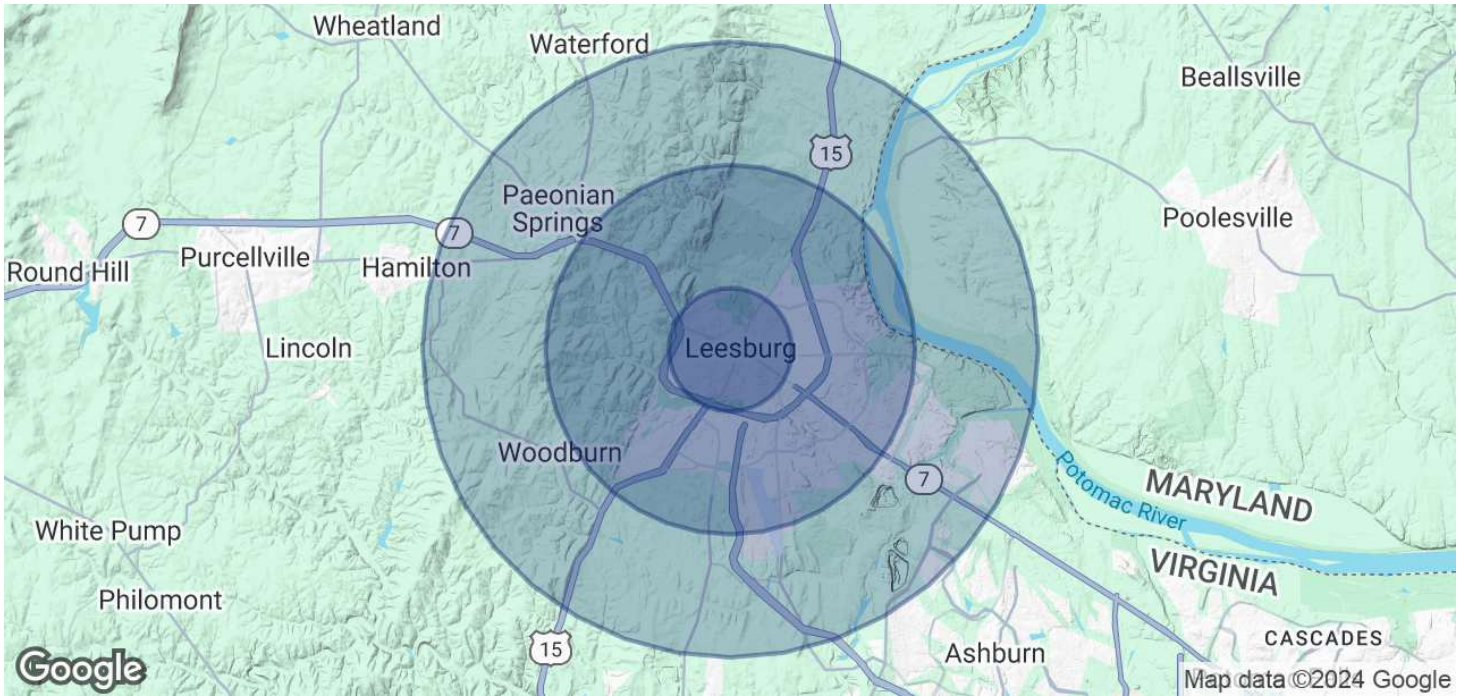 Wheatland
Waterford
Beallsville
15
Paeonian
Springs
Poolesville
7
7
Purcellville
Hamilton
Round Hill
Lincoln
Leesburg
Woodburn
7
Potomac River
MARYLAND
White Pump
VIRGINIA
Philomont
15
Ashburn
CASCADES
Google
Map data ©2024 Google